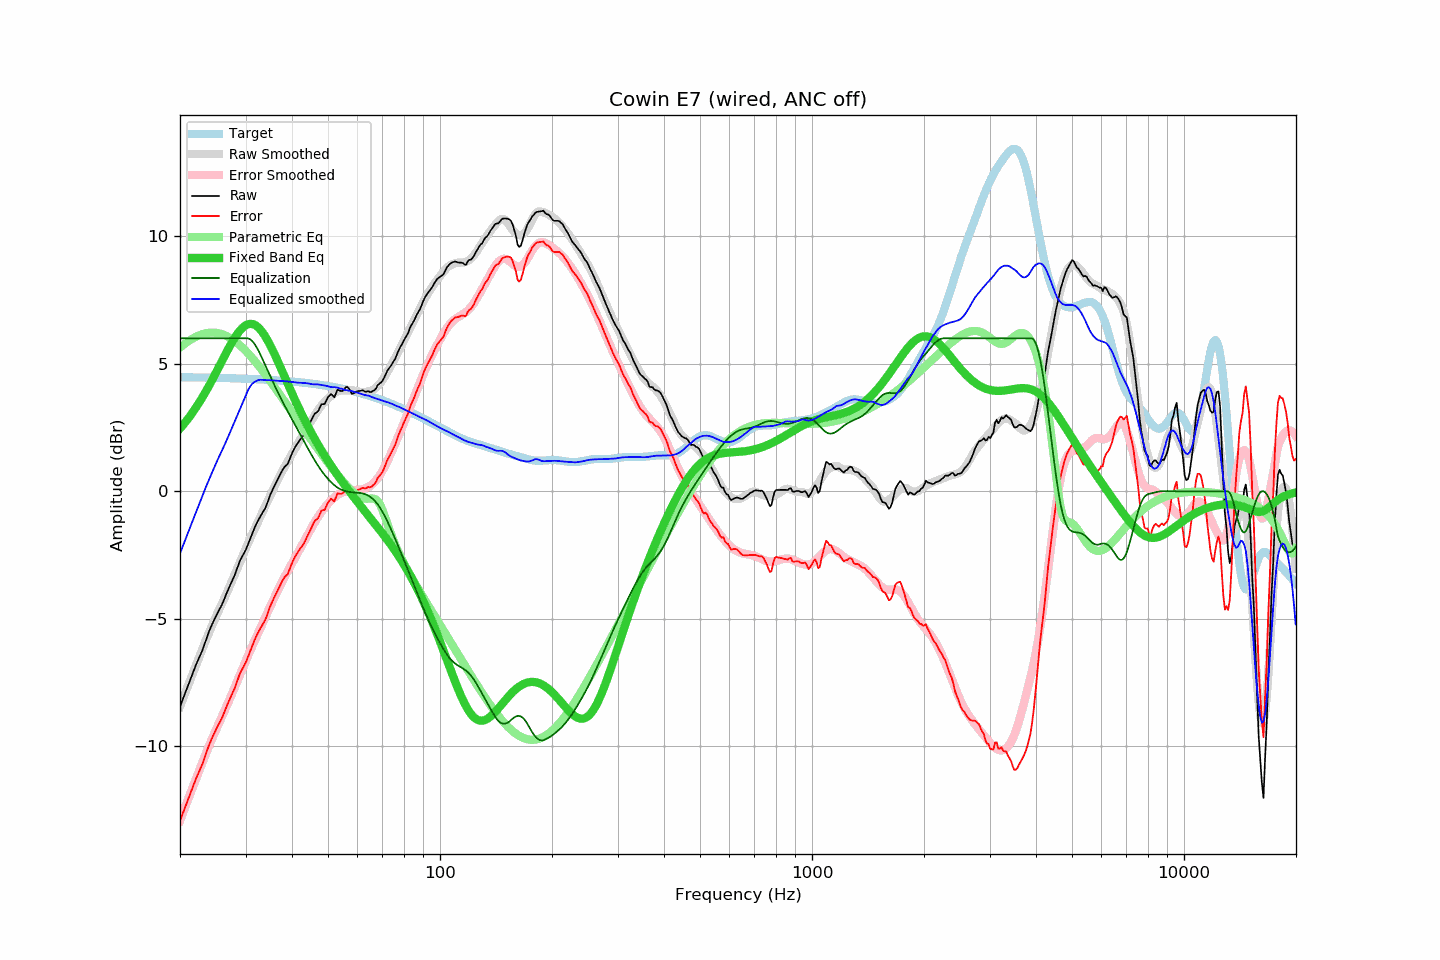 Cowin E7 (wired, ANC off)
Target
Raw Smoothed
Error Smoothed
Raw
Error
Parametric Eq
Fixed Band Eq
Equalization
Equalized smoothed
10
5
0
−5
−10
Amplitude (dBr)
100 1000 10000
Frequency (Hz)